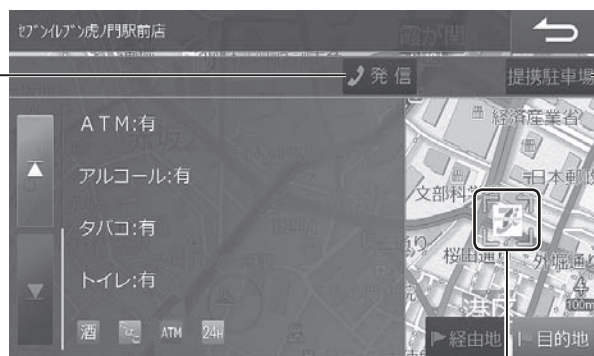 ｾﾌﾞﾝｲﾚﾌﾞﾝ虎ﾉ門駅前店
霞が関
発信
提携駐車場
ＡＴＭ:有
アルコール:有
タバコ:有
トイレ:有
酒
ATM
24H
経済産業省
日本郵
文部科
桜田通り
外堀通り
港区
100m
経由地
目的地